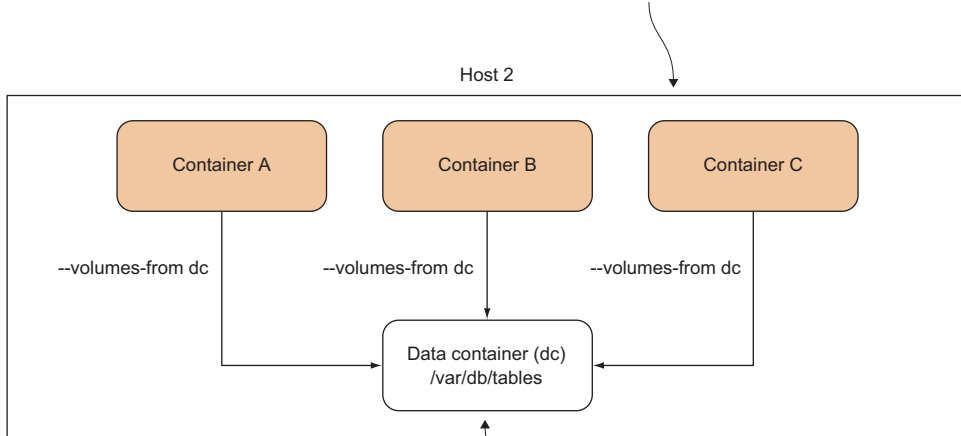 Host 2
Container A
Container B
Container C
--volumes-from dc
--volumes-from dc
--volumes-from dc
Data container (dc)
/var/db/tables